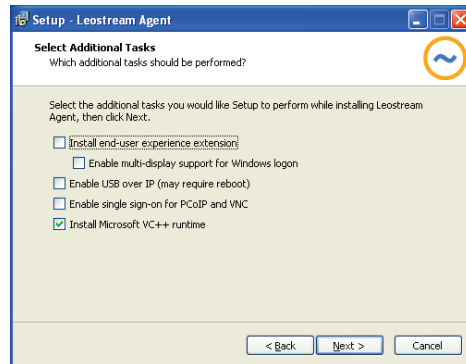 Setup - Leostream Agent
Select Additional Tasks
Which additional tasks should be performed?
Select the additional tasks you would like Setup to perform while installing Leostream
Agent, then click Next.
Install end-user experience extension
Enable multi-display support for Windows logon
Enable USB over IP (may require reboot)
Enable single sign-on for PCoIP and VNC
Install Microsoft VC++ runtime
< Back Next > Cancel